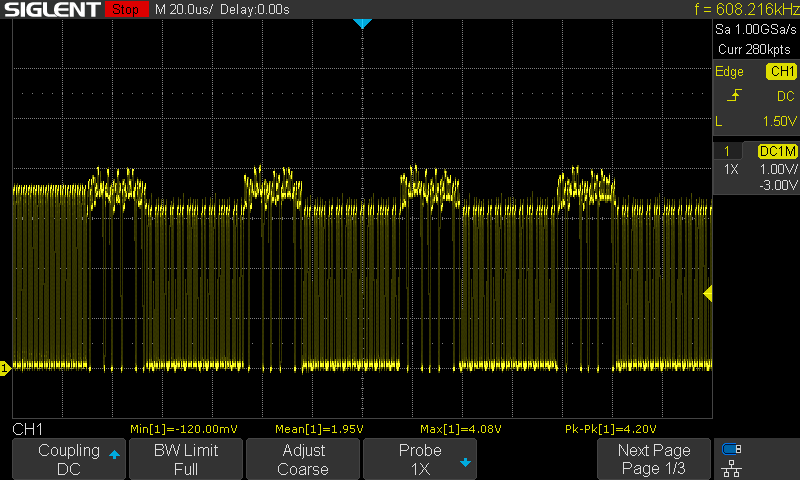 SIGLENT Stop M 20.0us/ Delay:0.00s f = 608.216kHz
Sa 1.00GSa/s
Curr 280kpts
Edge CH1
DC
L 1.50V
1 DC1M
1X 1.00V/
-3.00V
1
CH1 Min[1]=-120.00mV Mean[1]=1.95V Max[1]=4.08V Pk-Pk[1]=4.20V
Coupling BW Limit Adjust Probe Next Page
DC Full Coarse 1X Page 1/3